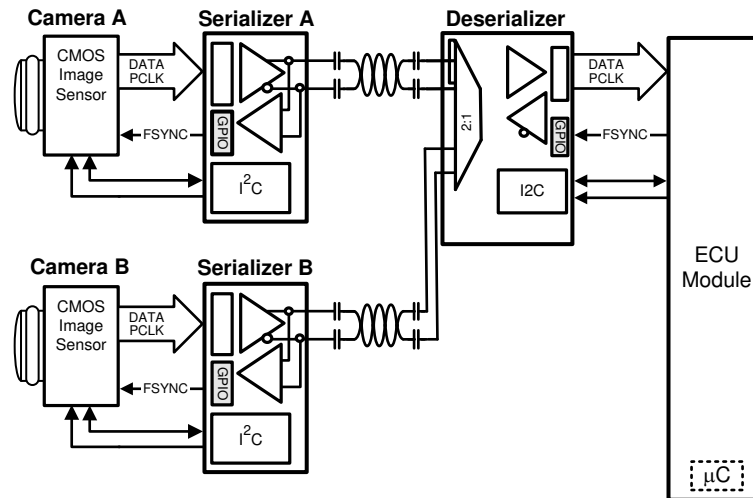 Camera A
Serializer A
Deserializer
CMOS
Image
Sensor
DATA
PCLK
FSYNC
GPIO
I²C
2:1
DATA
PCLK
GPIO
FSYNC
I2C
ECU
Module
µC
Camera B
Serializer B
CMOS
Image
Sensor
DATA
PCLK
FSYNC
GPIO
I²C